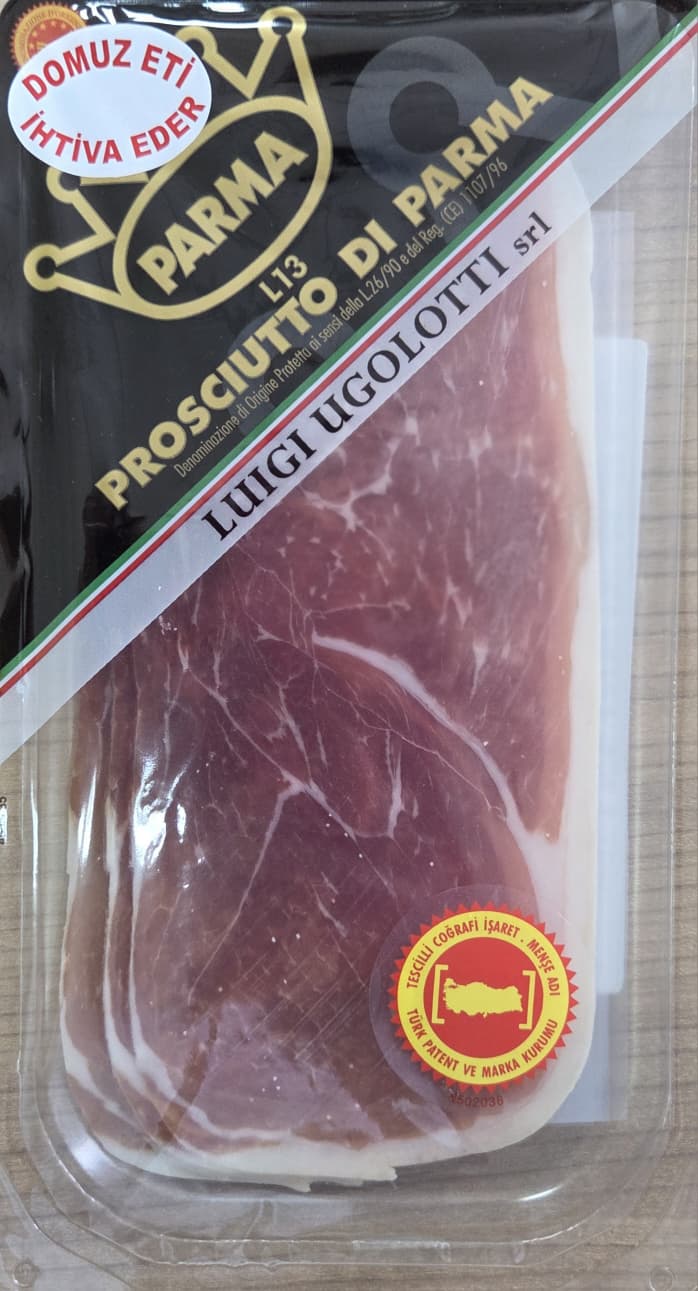 DOMUZ ETİ
İHTİVA EDER
PARMA
L13
PROSCIUTTO DI PARMA
Denominazione di Origine Protetta ai sensi della L.26/90 e del Reg. (CE) 1107/96
LUIGI UGOLOTTI srl
TESCİLLİ COĞRAFİ İŞARET . MENŞE ADI
TÜRK PATENT VE MARKA KURUMU